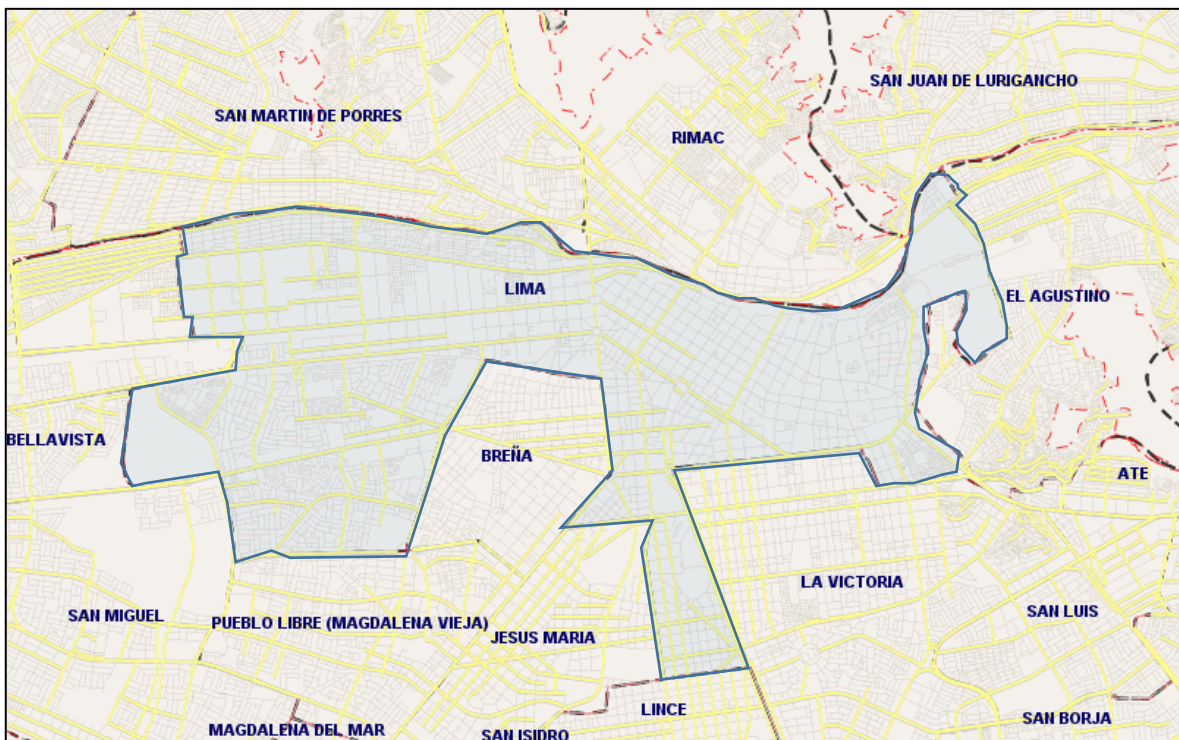 SAN JUAN DE LURIGANCHO
SAN MARTIN DE PORRES
RIMAC
LIMA
EL AGUSTINO
BELLAVISTA
BREÑA
ATE
LA VICTORIA
SAN MIGUEL
PUEBLO LIBRE (MAGDALENA VIEJA)
SAN LUIS
JESUS MARIA
LINCE
SAN BORJA
MAGDALENA DEL MAR
SAN ISIDRO